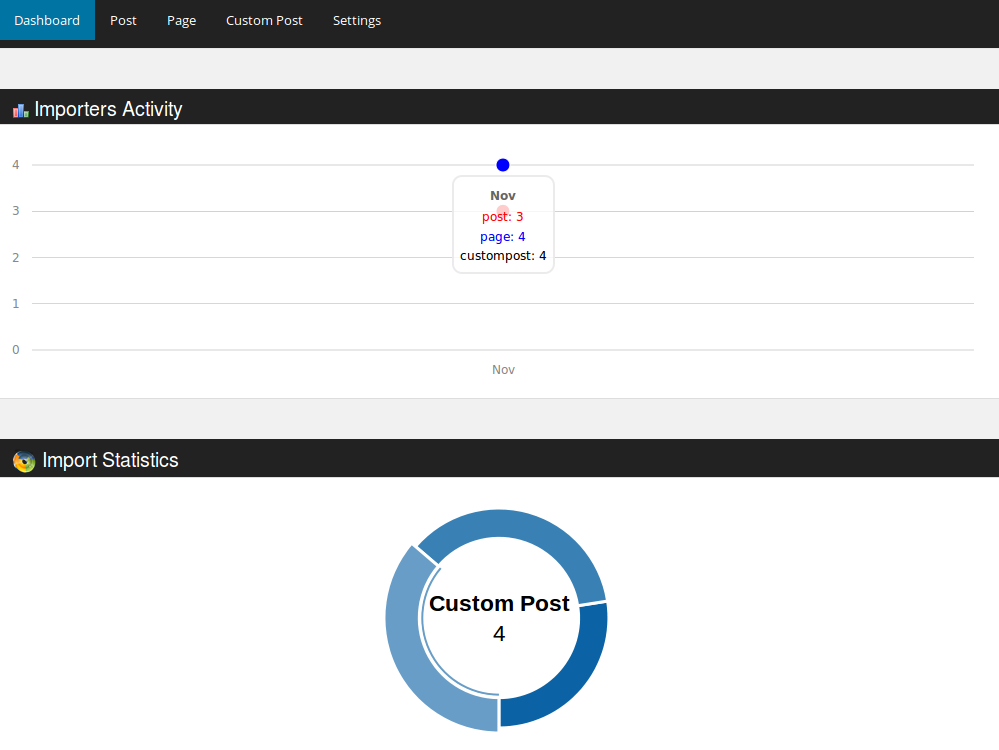 Dashboard Post Page Custom Post Settings
Importers Activity
4
Nov
3
post: 3
page: 4
2
custompost: 4
1
0
Nov
Import Statistics
Custom Post
4